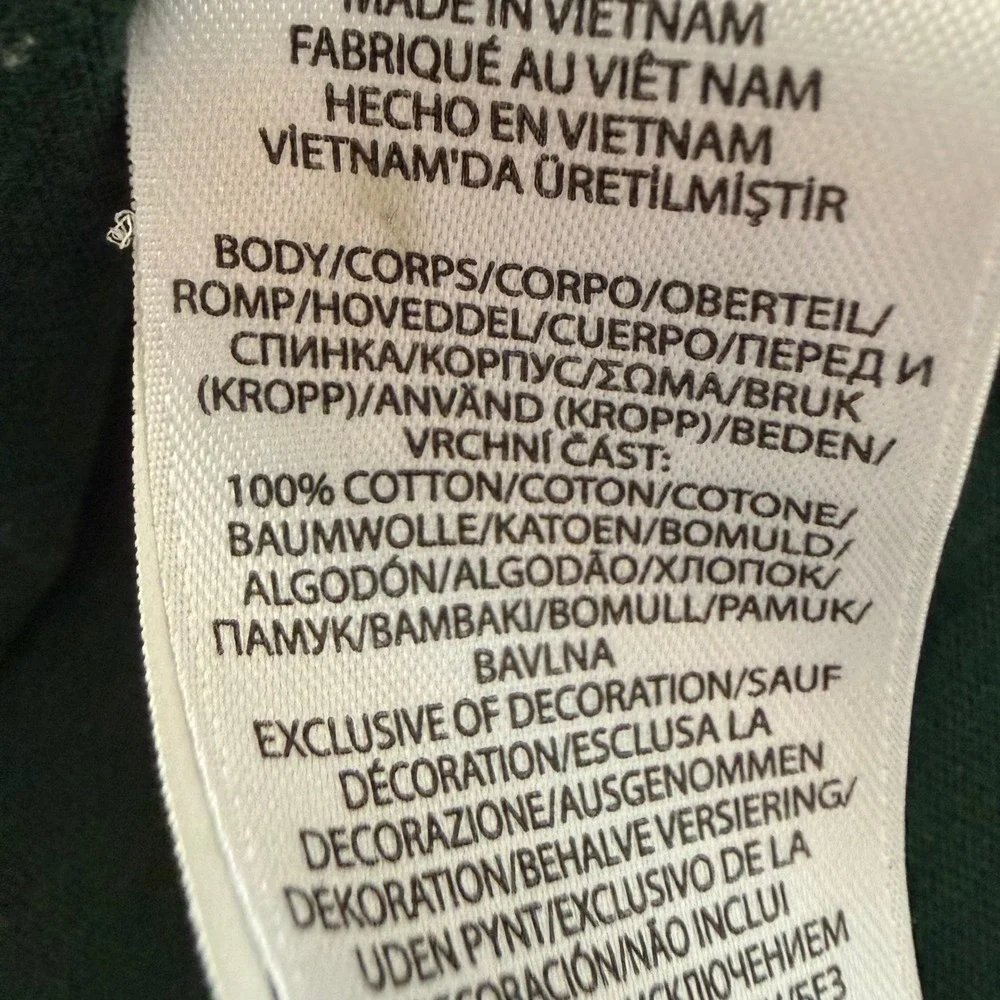 MADE IN VIETNAM
FABRIQUÉ AU VIÊT NAM
HECHO EN VIETNAM
VİETNAM'DA ÜRETİLMİŞTİR
BODY/CORPS/CORPO/OBERTEIL/
ROMP/HOVEDDEL/CUERPO/ПЕРЕД И
СПИНКА/КОРПУС/ΣΩΜΑ/BRUK
(KROPP)/ANVÄND (KROPP)/BEDEN/
VRCHNÍ ČÁST:
100% COTTON/COTON/COTONE/
BAUMWOLLE/KATOEN/BOMULD/
ALGODÓN/ALGODÃO/ХЛОПОК/
ПАМУК/BAMBAKI/BOMULL/PAMUK/
BAVLNA
EXCLUSIVE OF DECORATION/SAUF
DÉCORATION/ESCLUSA LA
DECORAZIONE/AUSGENOMMEN
DEKORATION/BEHALVE VERSIERING/
UDEN PYNT/EXCLUSIVO DE LA
DECORACIÓN/NÃO INCLUI